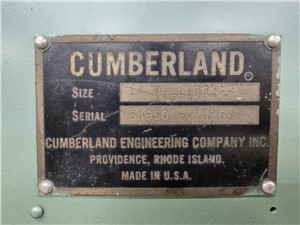 CUMBERLAND
SIZE
SERIAL
CUMBERLAND ENGINEERING COMPANY INC.
PROVIDENCE, RHODE ISLAND.
MADE IN U.S.A.